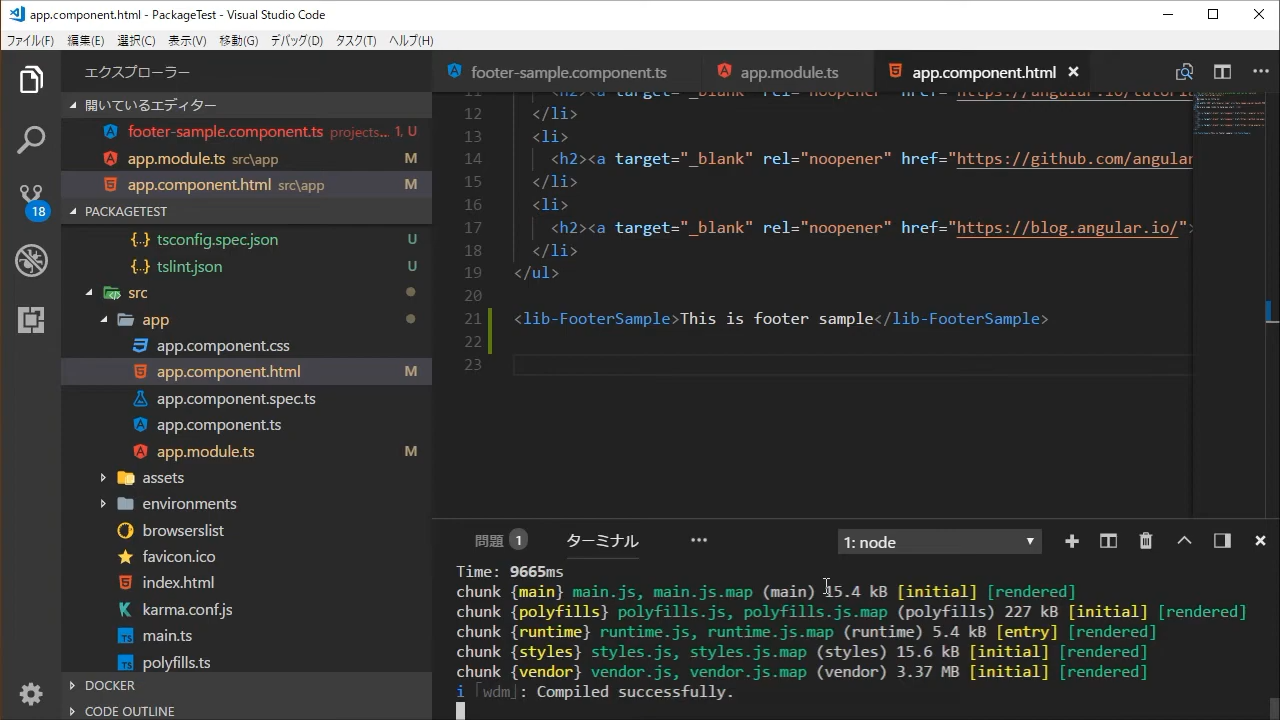 app.component.html - PackageTest - Visual Studio Code
ファイル(F) 編集(E) 選択(C) 表示(V) 移動(G) デバッグ(D) タスク(T) ヘルプ(H)
エクスプローラー
開いているエディター
footer-sample.component.ts projects... 1, U
app.module.ts src\app M
app.component.html src\app M
18
PACKAGETEST
tsconfig.spec.json U
tslint.json U
src
app
app.component.css
app.component.html M
app.component.spec.ts
app.component.ts
app.module.ts M
assets
environments
browserslist
favicon.ico
index.html
karma.conf.js
main.ts
polyfills.ts
DOCKER
CODE OUTLINE
footer-sample.component.ts app.module.ts app.component.html
11 <h2><a target="_blank" rel="noopener" href="https://angular.io/tutori
12 </li>
13 <li>
14 <h2><a target="_blank" rel="noopener" href="https://github.com/angular
15 </li>
16 <li>
17 <h2><a target="_blank" rel="noopener" href="https://blog.angular.io/">
18 </li>
19 </ul>
20
21 <lib-FooterSample>This is footer sample</lib-FooterSample>
22
23
問題 1 ターミナル ••• 1: node
Time: 9665ms
chunk {main} main.js, main.js.map (main) 15.4 kB [initial] [rendered]
chunk {polyfills} polyfills.js, polyfills.js.map (polyfills) 227 kB [initial] [rendered]
chunk {runtime} runtime.js, runtime.js.map (runtime) 5.4 kB [entry] [rendered]
chunk {styles} styles.js, styles.js.map (styles) 15.6 kB [initial] [rendered]
chunk {vendor} vendor.js, vendor.js.map (vendor) 3.37 MB [initial] [rendered]
i ｢wdm｣: Compiled successfully.